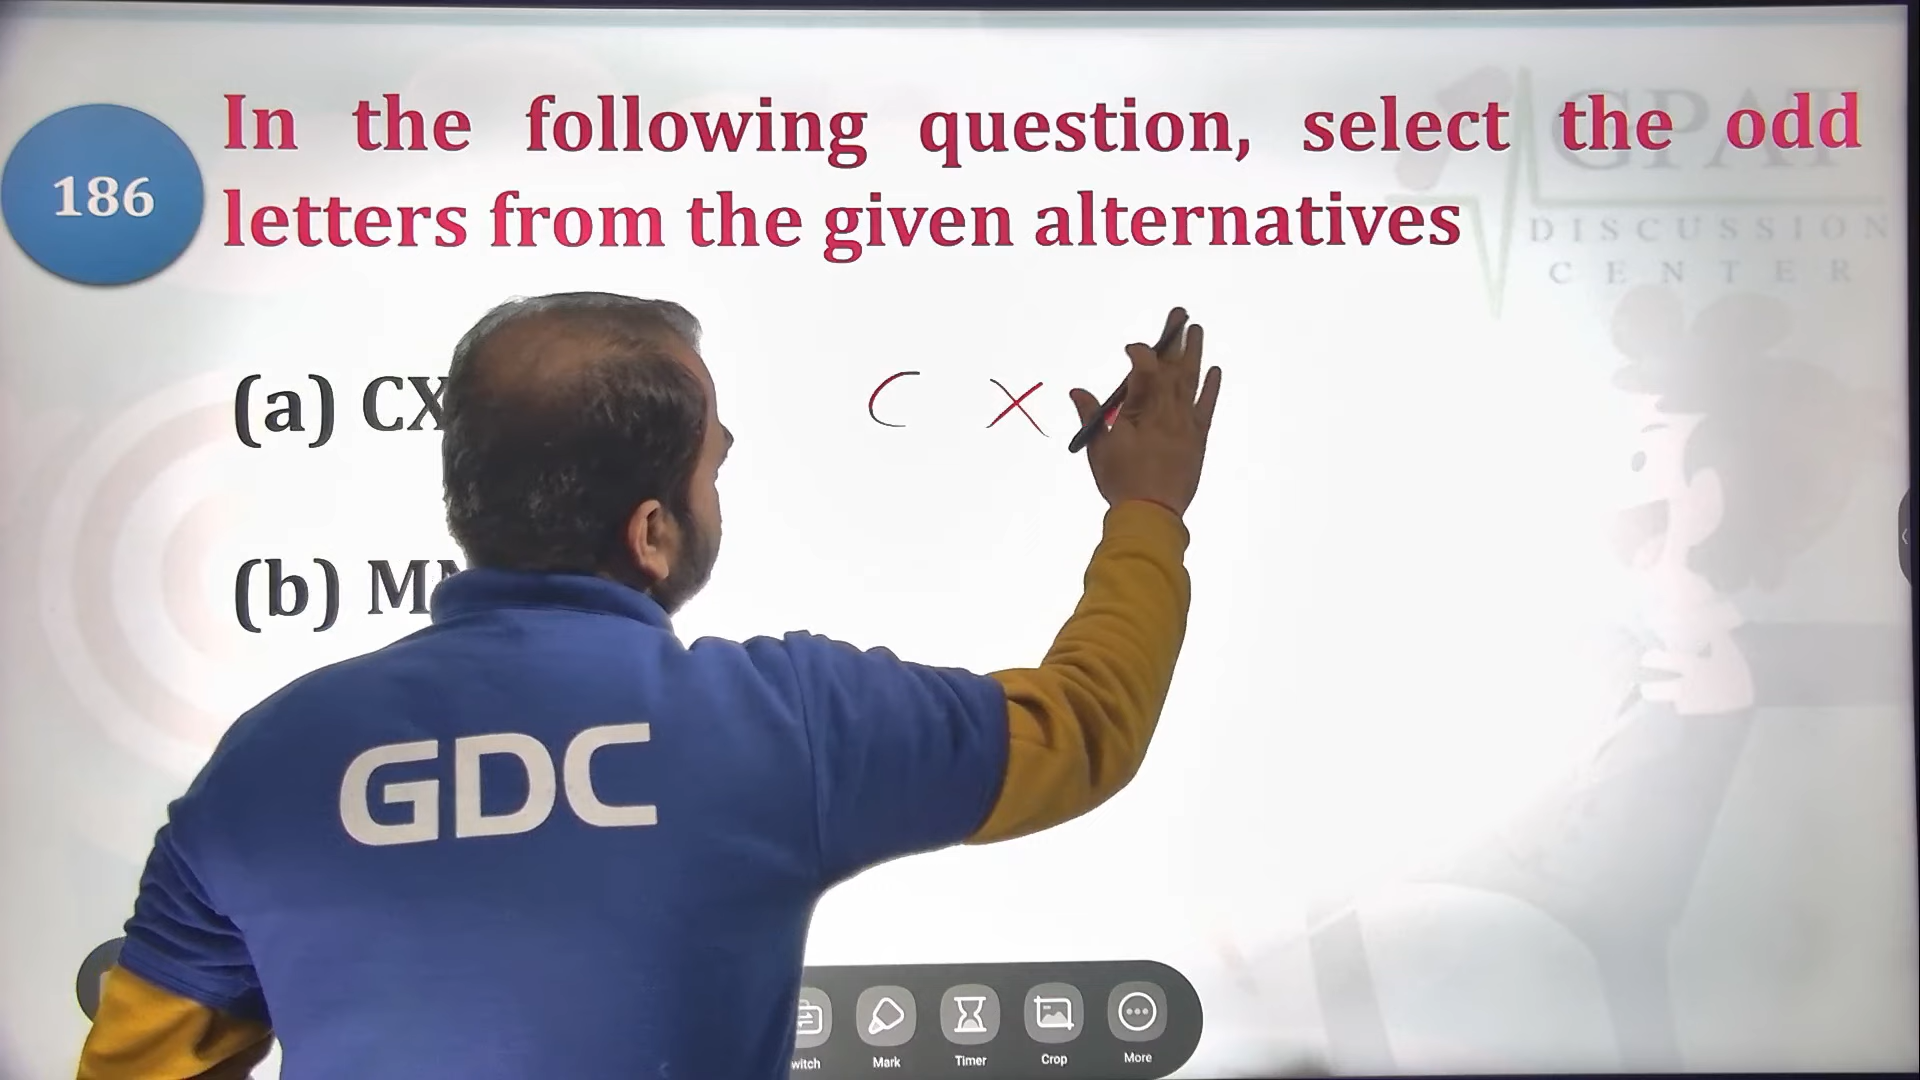 186
In the following question, select the odd
letters from the given alternatives
GPAT
DISCUSSION
CENTER
(a) CX
C X
(b) M
GDC
Mark
Timer
Crop
More